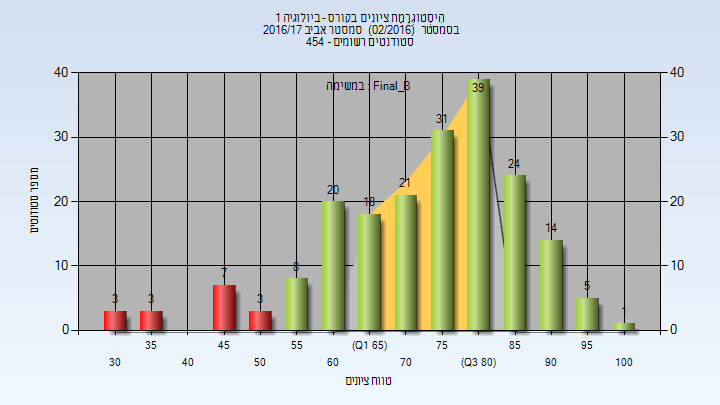 היסטוגרמת ציונים בקורס - ביולוגיה 1
בסמסטר (02/2016) סמסטר אביב 2016/17
סטודנטים רשומים - 454
במשימה : Final_B
מספר סטודנטים
40 40
30 30
20 20
10 10
0 0
3 3 7 3 8 20 18 21 31 39 24 14 5 1
35 45 55 (Q1 65) 75 85 95
30 40 50 60 70 (Q3 80) 90 100
טווח ציונים